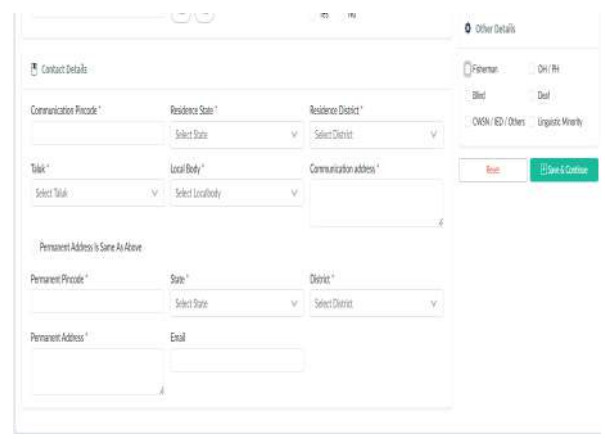 Yes No
Other Details
Contact Details
Fisherman OH / PH
Blind Deaf
CWSN / IED / Others Linguistic Minority
Communication Pincode * Residence State * Residence District *
Select State Select District
Taluk * Local Body * Communication address *
Select Taluk Select Localbody
Reset Save & Continue
Permanent Address Is Same As Above
Permanent Pincode * State * District *
Select State Select District
Permanent Address * Email